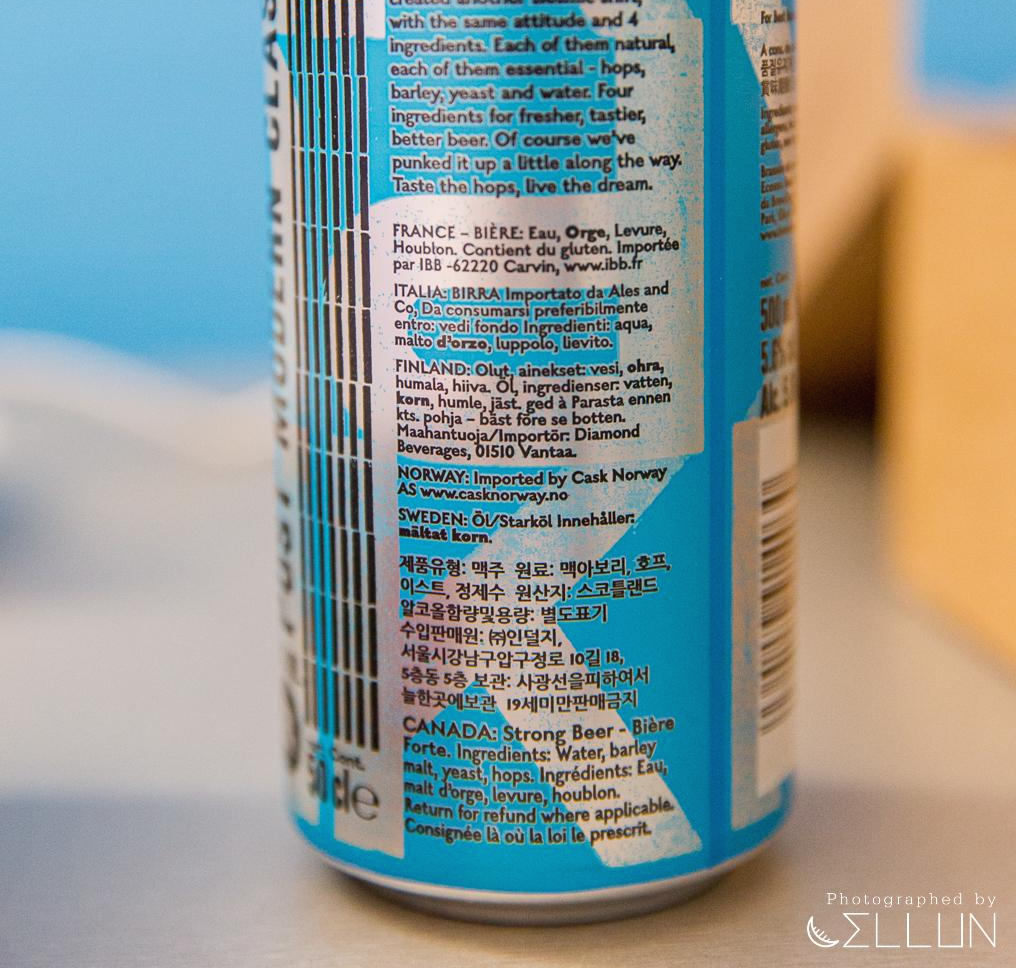 with the same attitude and 4
ingredients. Each of them natural,
each of them essential - hops,
barley, yeast and water. Four
ingredients for fresher, tastier,
better beer. Of course we've
punked it up a little along the way.
Taste the hops, live the dream.
FRANCE – BIÈRE: Eau, Orge, Levure,
Houblon. Contient du gluten. Importée
par IBB -62220 Carvin, www.ibb.fr
ITALIA: BIRRA Importato da Ales and
Co, Da consumarsi preferibilmente
entro: vedi fondo Ingredienti: aqua,
malto d'orzo, luppolo, lievito.
FINLAND: Olut, ainekset: vesi, ohra,
humala, hiiva. Öl, ingredienser: vatten,
korn, humle, jäst. ged à Parasta ennen
kts. pohja – bäst före se botten.
Maahantuoja/Importör: Diamond
Beverages, 01510 Vantaa.
NORWAY: Imported by Cask Norway
AS www.casknorway.no
SWEDEN: Öl/Starköl Innehåller:
mältat korn.
제품유형: 맥주 원료: 맥아보리, 호프,
이스트, 정제수 원산지: 스코틀랜드
알코올함량및용량: 별도표기
수입판매원: ㈜인덜지,
서울시강남구압구정로 10길 18,
5층동 5층 보관: 사광선을피하여서
늘한곳에보관 19세미만판매금지
CANADA: Strong Beer - Bière
Forte. Ingredients: Water, barley
malt, yeast, hops. Ingrédients: Eau,
malt d'orge, levure, houblon.
Return for refund where applicable.
Consignée là où la loi le prescrit.
Cont.
50 cl e
For best
500
5.6%
Alc. 5
Photographed by
CELLUN